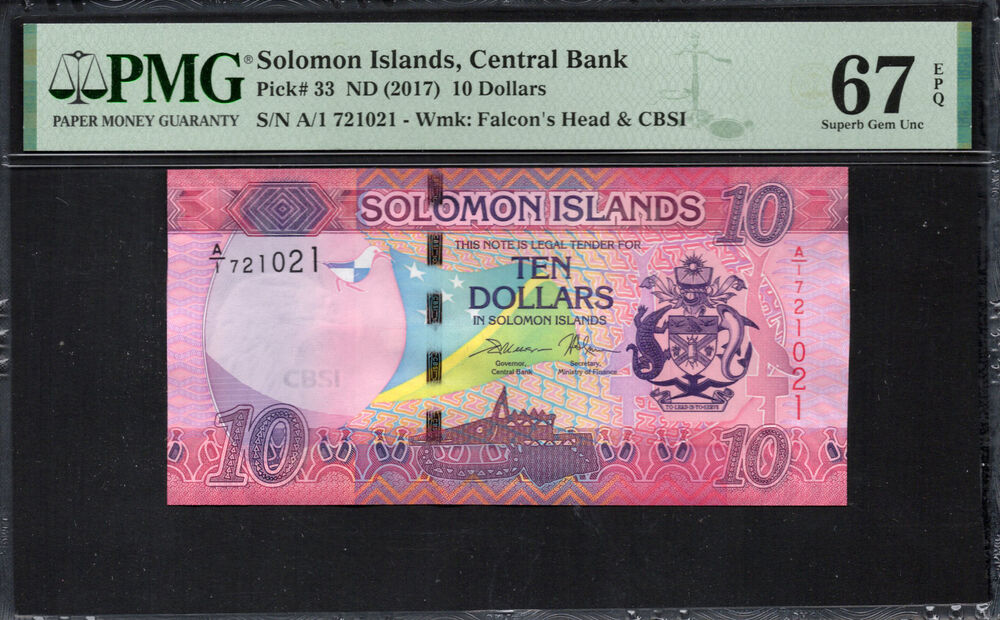 PMG®
PAPER MONEY GUARANTY
Solomon Islands, Central Bank
Pick# 33 ND (2017) 10 Dollars
S/N A/1 721021 - Wmk: Falcon's Head & CBSI
67
EPQ
Superb Gem Unc
SOLOMON ISLANDS
10
A/1 721021
THIS NOTE IS LEGAL TENDER FOR
TEN
DOLLARS
IN SOLOMON ISLANDS
Governor,
Central Bank
Secretary,
Ministry of Finance
A/1 721021
CBSI
TO LEAD IS TO SERVE
10
10